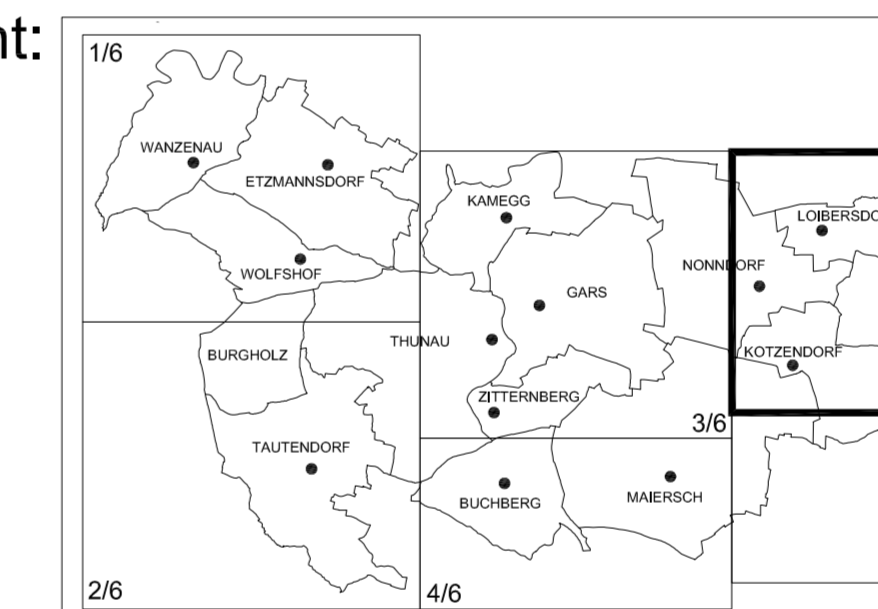 nt:
1/6
WANZENAU
ETZMANNSDORF
WOLFSHOF
KAMEGG
GARS
NONNDORF
LOIBERSDO
KOTZENDORF
THUNAU
BURGHOLZ
ZITTERNBERG
3/6
TAUTENDORF
BUCHBERG
MAIERSCH
2/6
4/6